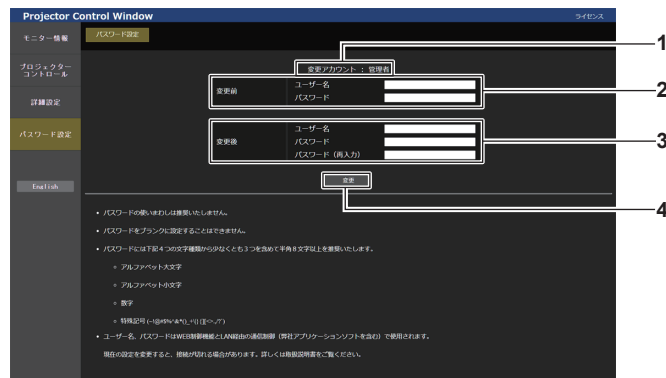 Projector Control Window
ライセンス
モニター情報
パスワード設定
プロジェクター
コントロール
詳細設定
パスワード設定
English
変更アカウント : 管理者
変更前
ユーザー名
パスワード
変更後
ユーザー名
パスワード
パスワード（再入力）
変更
• パスワードの使いまわしは推奨いたしません。
• パスワードをブランクに設定することはできません。
• パスワードには下記４つの文字種類から少なくとも３つを含めて半角８文字以上を推奨いたします。
アルファベット大文字
アルファベット小文字
数字
特殊記号
• ユーザー名、パスワードはWEB制御機能とLAN経由の通信制御（弊社アプリケーションソフトを含む）で使用されます。
現在の設定を変更すると、接続が切れる場合があります。詳しくは取扱説明書をご覧ください。
1
2
3
4